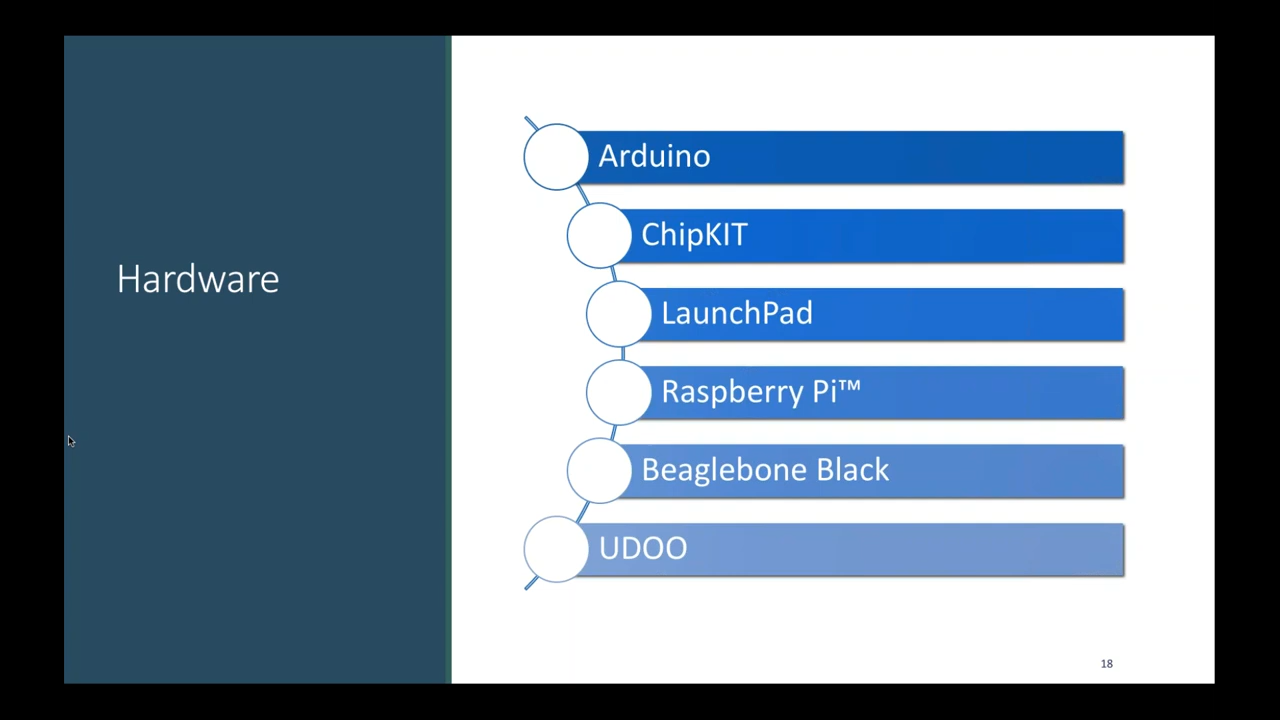 Hardware
Arduino
ChipKIT
LaunchPad
Raspberry Pi™
Beaglebone Black
UDOO
18